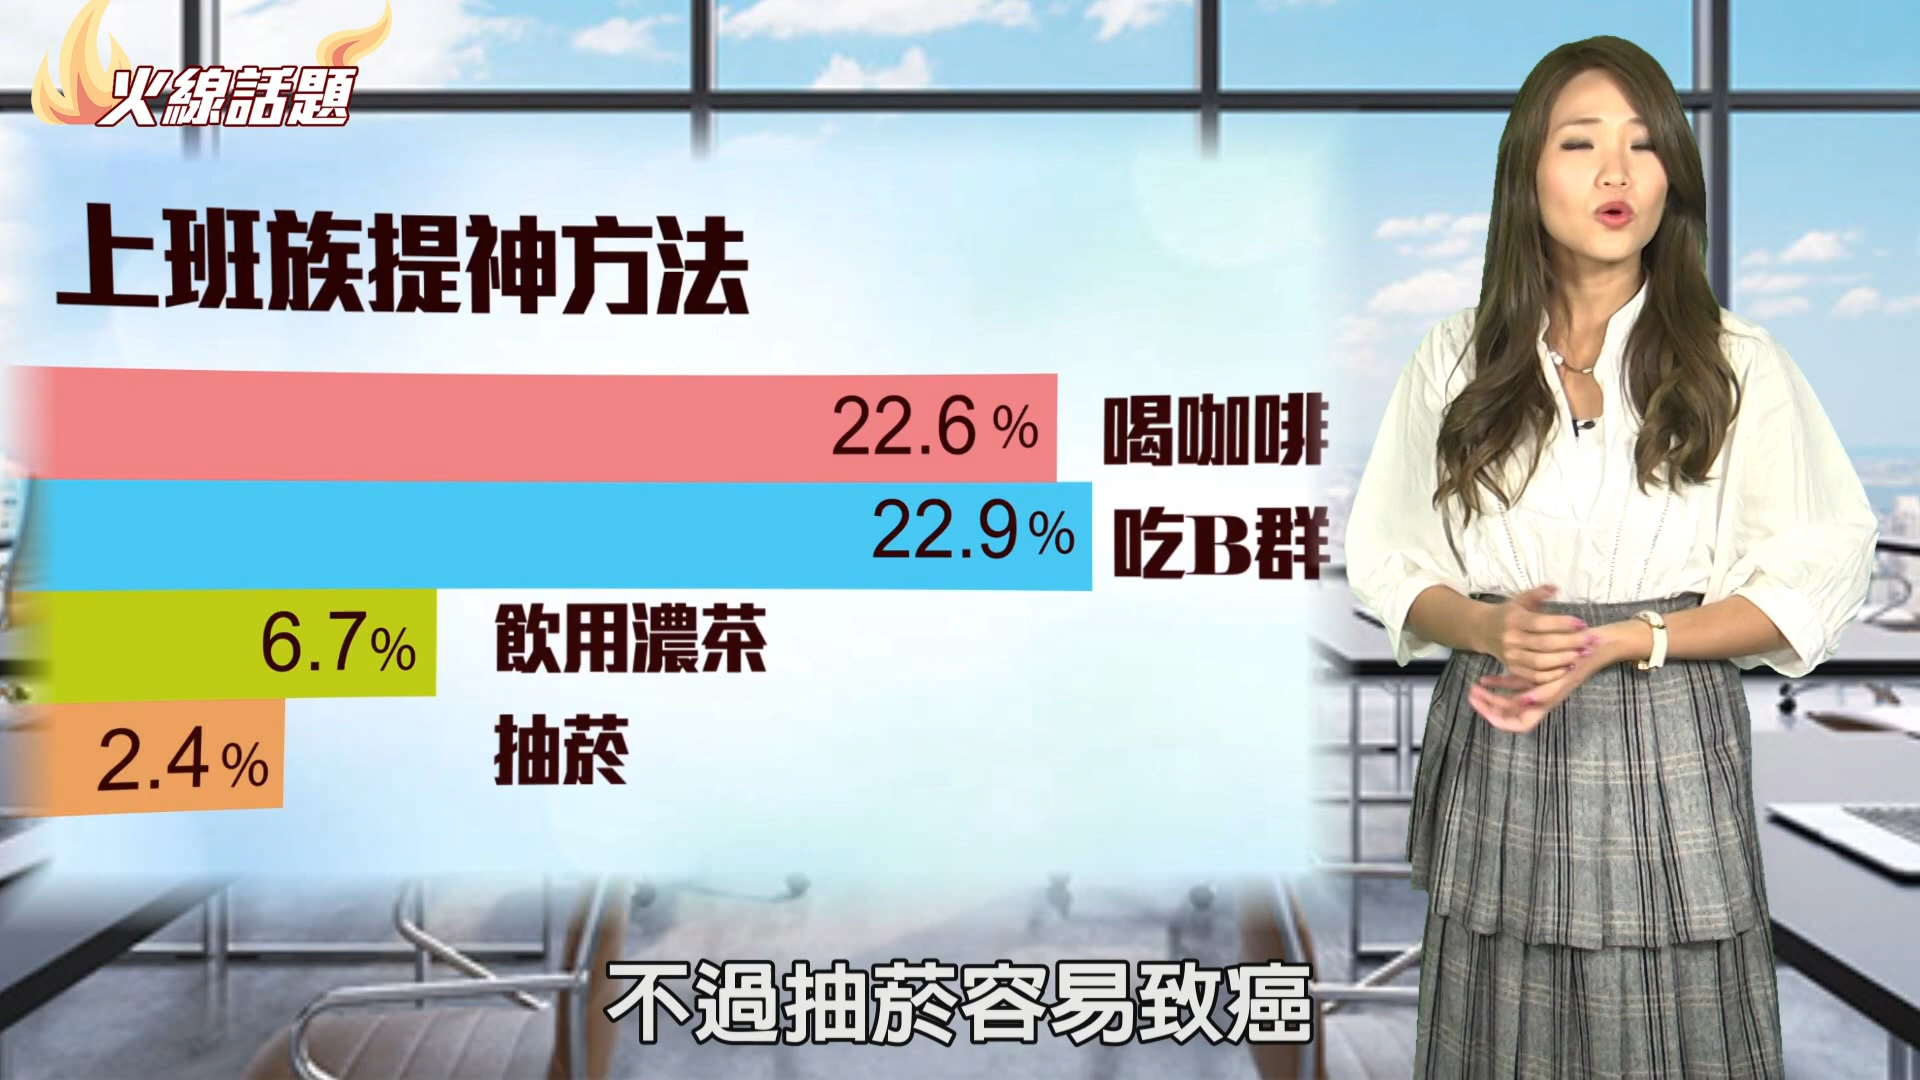 火線話題
上班族提神方法
22.6% 喝咖啡
22.9% 吃B群
6.7% 飲用濃茶
2.4% 抽菸
不過抽菸容易致癌